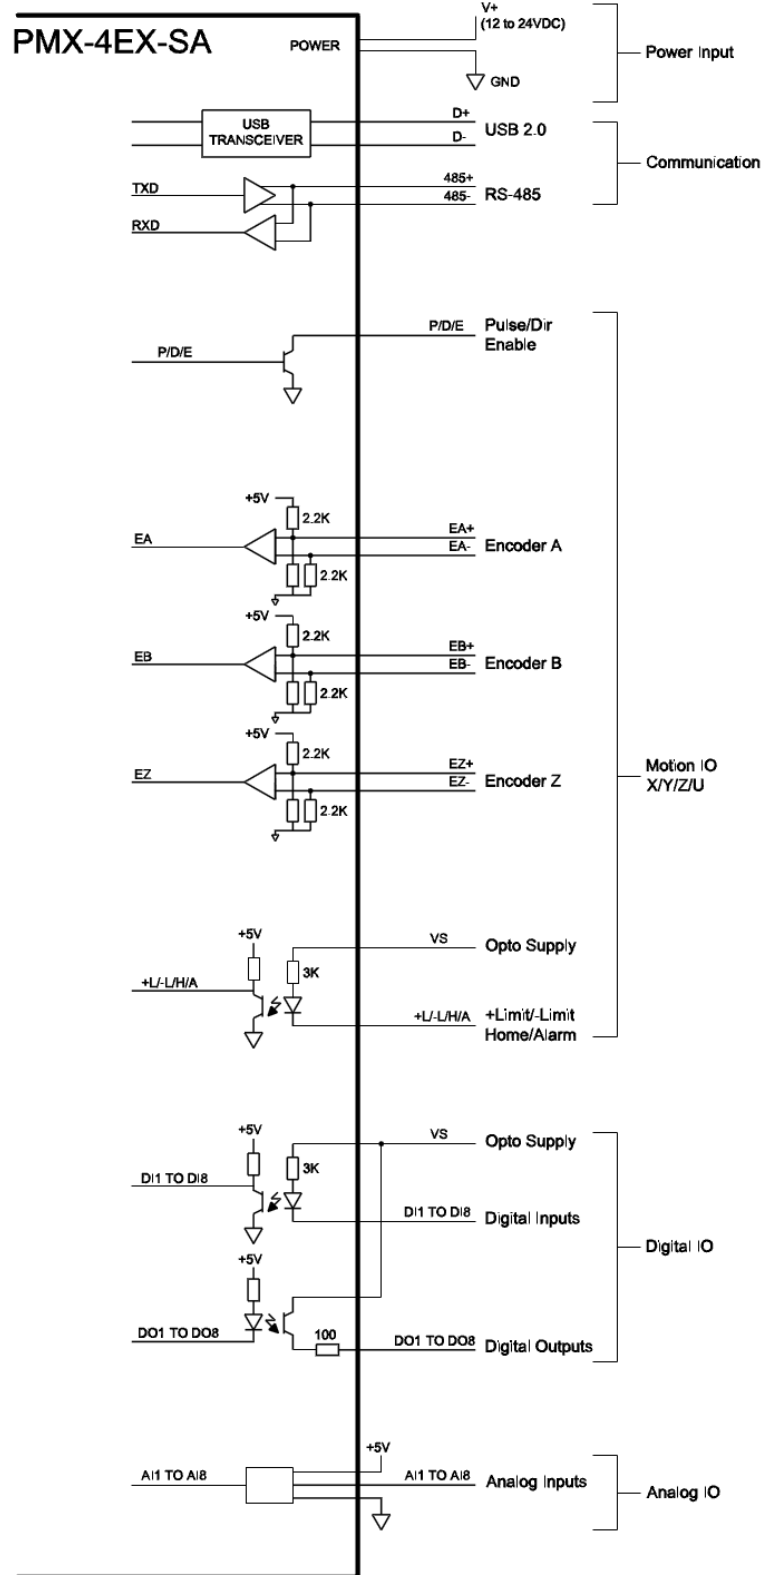 PMX-4EX-SA
POWER
V+
(12 to 24VDC)
GND
Power Input
USB
TRANSCEIVER
D+
D-
USB 2.0
Communication
TXD
485+
485-
RS-485
RXD
P/D/E
P/D/E
Pulse/Dir
Enable
+5V
2.2K
EA
EA+
EA-
Encoder A
2.2K
+5V
2.2K
EB
EB+
EB-
Encoder B
2.2K
+5V
2.2K
EZ
EZ+
EZ-
Encoder Z
2.2K
Motion IO
X/Y/Z/U
+5V
VS
Opto Supply
3K
+L/-L/H/A
+L/-L/H/A
+Limit/-Limit
Home/Alarm
+5V
VS
Opto Supply
3K
DI1 TO DI8
DI1 TO DI8
Digital Inputs
Digital IO
+5V
DO1 TO DO8
100
DO1 TO DO8
Digital Outputs
+5V
AI1 TO AI8
AI1 TO AI8
Analog Inputs
Analog IO